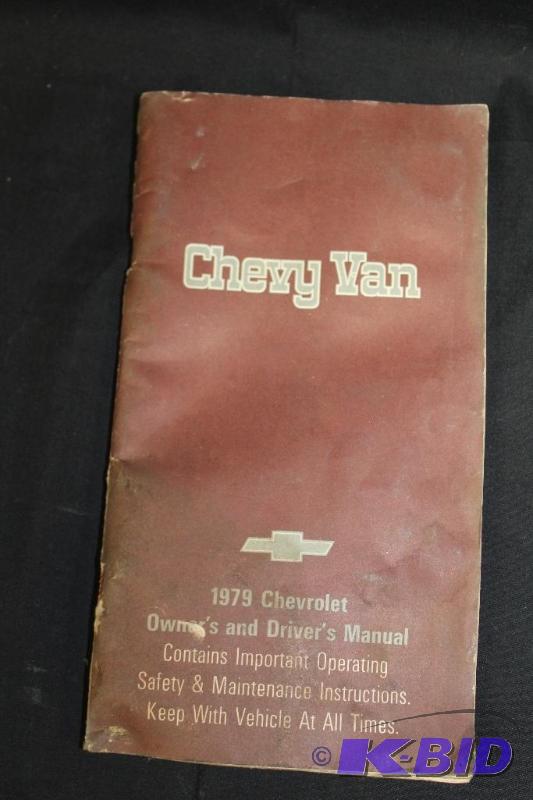 Chevy Van
1979 Chevrolet
Owner's and Driver's Manual
Contains Important Operating
Safety & Maintenance Instructions.
Keep With Vehicle At All Times.
© K-BID